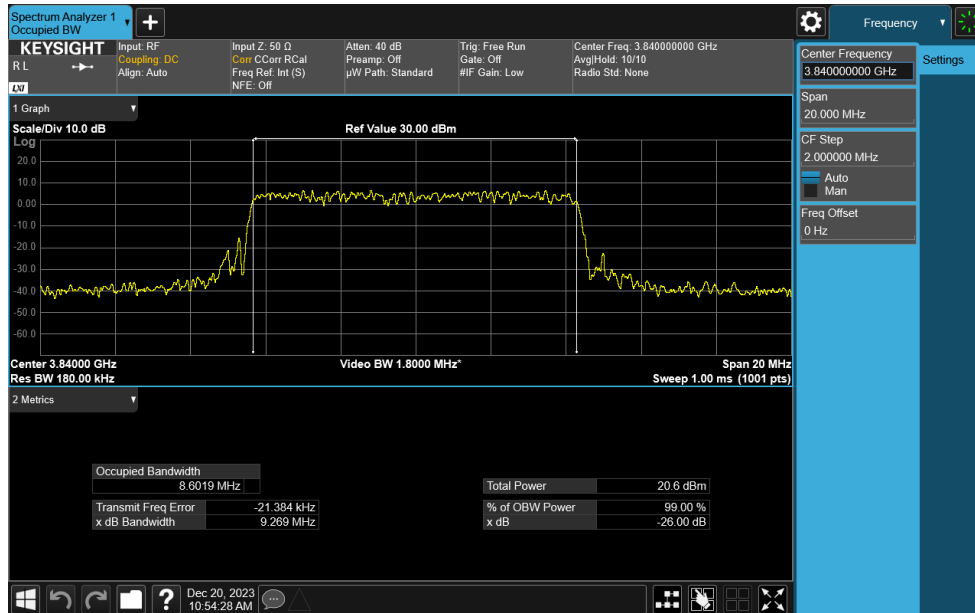 Spectrum Analyzer 1
Occupied BW
Frequency
KEYSIGHT
R L
LXI
Input: RF
Coupling: DC
Align: Auto
Input Z: 50 Ω
Corr CCorr RCal
Freq Ref: Int (S)
NFE: Off
Atten: 40 dB
Preamp: Off
µW Path: Standard
Trig: Free Run
Gate: Off
#IF Gain: Low
Center Freq: 3.840000000 GHz
Avg|Hold: 10/10
Radio Std: None
Center Frequency
3.840000000 GHz
Settings
Span
20.000 MHz
CF Step
2.000000 MHz
Auto
Man
Freq Offset
0 Hz
1 Graph
Scale/Div 10.0 dB
Ref Value 30.00 dBm
Log
20.0
10.0
0.00
-10.0
-20.0
-30.0
-40.0
-50.0
-60.0
Center 3.84000 GHz
Video BW 1.8000 MHz*
Span 20 MHz
Res BW 180.00 kHz
Sweep 1.00 ms (1001 pts)
2 Metrics
Occupied Bandwidth
8.6019 MHz
Total Power 20.6 dBm
Transmit Freq Error -21.384 kHz
% of OBW Power 99.00 %
x dB Bandwidth 9.269 MHz
x dB -26.00 dB
?
Dec 20, 2023
10:54:28 AM